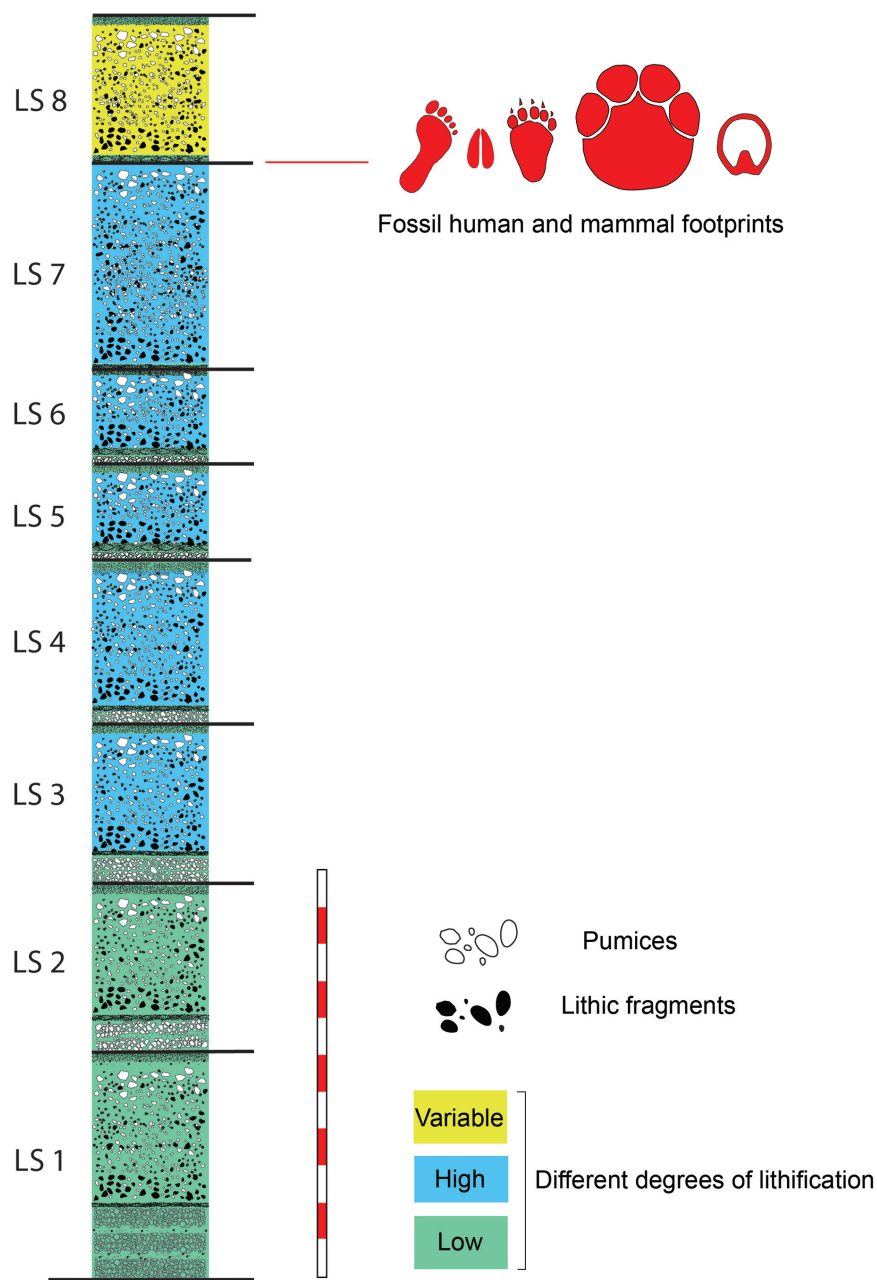 LS 8
Fossil human and mammal footprints
LS 7
LS 6
LS 5
LS 4
LS 3
LS 2
Pumices
Lithic fragments
LS 1
Variable
High
Different degrees of lithification
Low